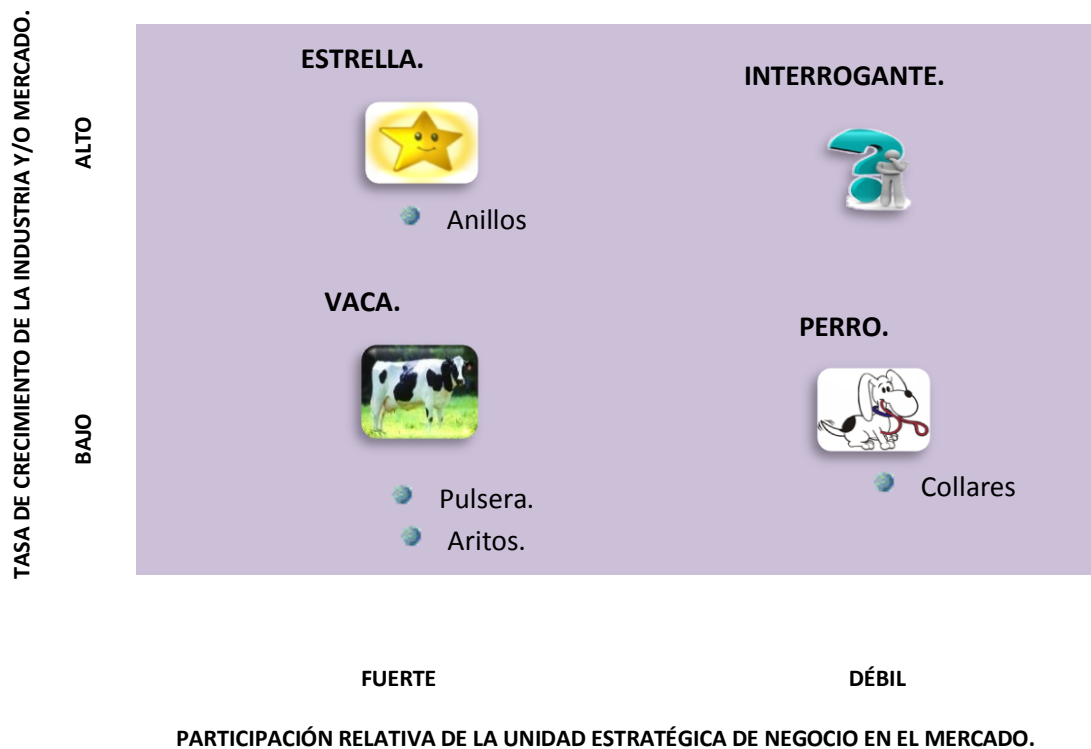 TASA DE CRECIMIENTO DE LA INDUSTRIA Y/O MERCADO.
ALTO
BAJO
ESTRELLA.
INTERROGANTE.
Anillos
VACA.
PERRO.
Pulsera.
Aritos.
Collares
FUERTE
DÉBIL
PARTICIPACIÓN RELATIVA DE LA UNIDAD ESTRATÉGICA DE NEGOCIO EN EL MERCADO.